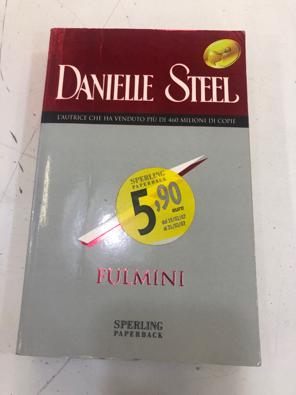 DANIELLE STEEL
L'AUTRICE CHE HA VENDUTO PIÙ DI 460 MILIONI DI COPIE
SPERLING
PAPERBACK
5,90
euro
FULMINI
SPERLING
PAPERBACK